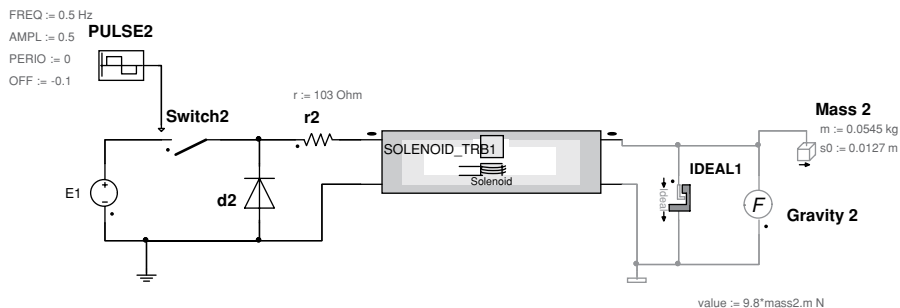 FREQ := 0.5 Hz
AMPL := 0.5
PERIO := 0
OFF := -0.1
PULSE2
Switch2
r := 103 Ohm
r2
E1
d2
SOLENOID_TRB1
Solenoid
Mass 2
m := 0.0545 kg
s0 := 0.0127 m
IDEAL1
Ideal
F
Gravity 2
value := 9.8*mass2.m N